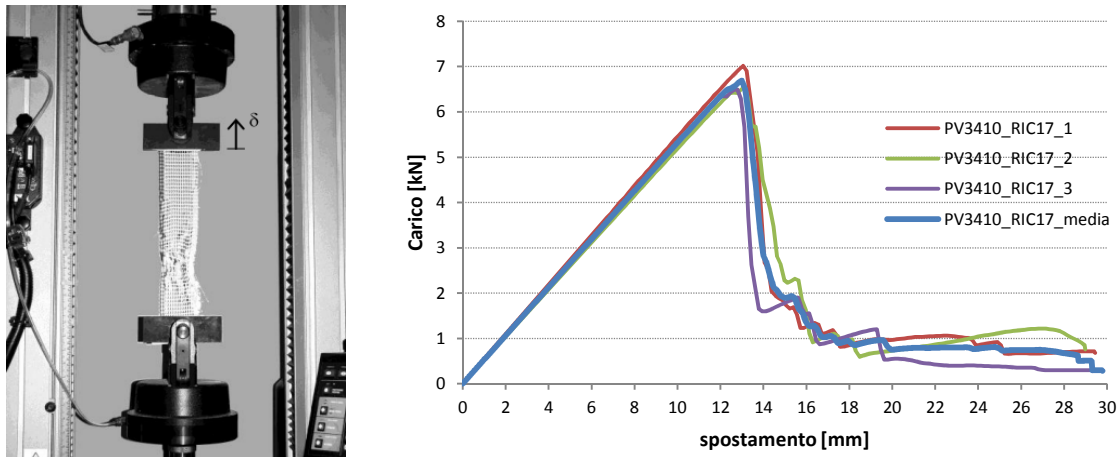 δ
8
7
6
5
4
3
2
1
0
Carico [kN]
PV3410_RIC17_1
PV3410_RIC17_2
PV3410_RIC17_3
PV3410_RIC17_media
0 2 4 6 8 10 12 14 16 18 20 22 24 26 28 30
spostamento [mm]